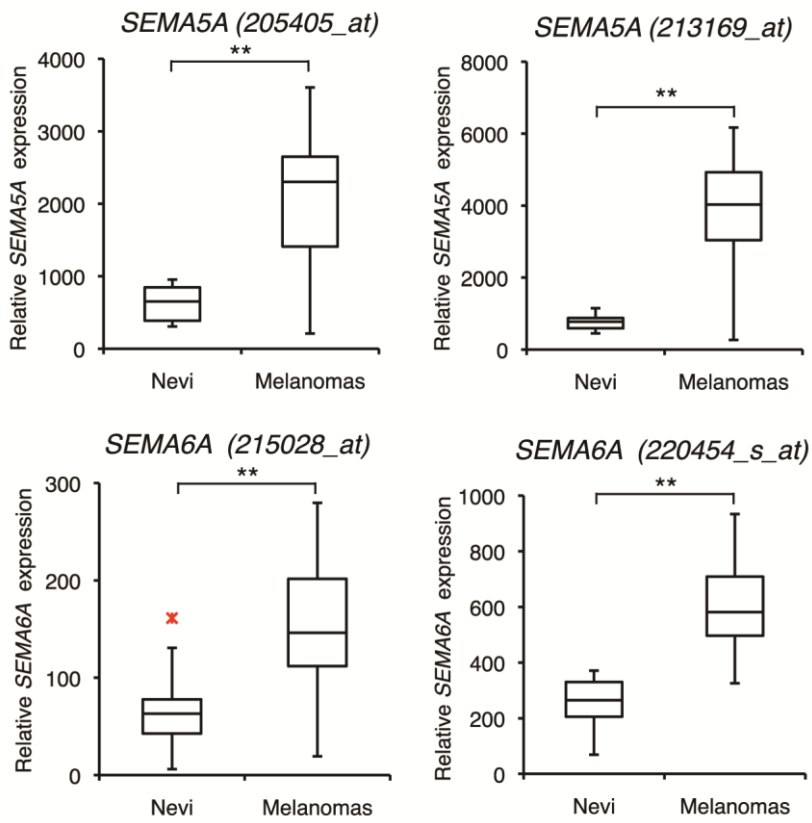 SEMA5A (205405_at)
**
4000
3000
2000
1000
0
Relative SEMA5A expression
Nevi
Melanomas
SEMA5A (213169_at)
**
8000
6000
4000
2000
0
Relative SEMA5A expression
Nevi
Melanomas
SEMA6A (215028_at)
**
300
200
100
0
Relative SEMA6A expression
Nevi
Melanomas
SEMA6A (220454_s_at)
**
1000
800
600
400
200
0
Relative SEMA6A expression
Nevi
Melanomas